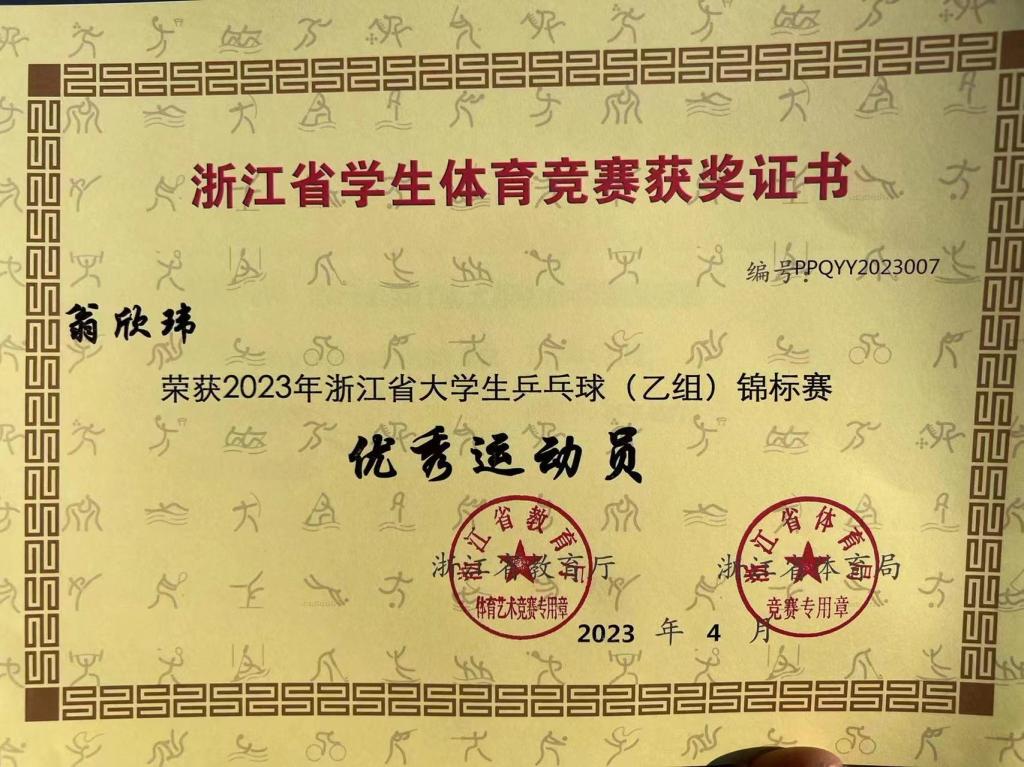 浙江省学生体育竞赛获奖证书
编号:PPQYY2023007
翁欣玮
荣获2023年浙江省大学生乒乓球（乙组）锦标赛
优秀运动员
浙江省教育厅 浙江省体育局
浙江省教育厅
体育艺术竞赛专用章
浙江省体育局
竞赛专用章
2023 年 4 月